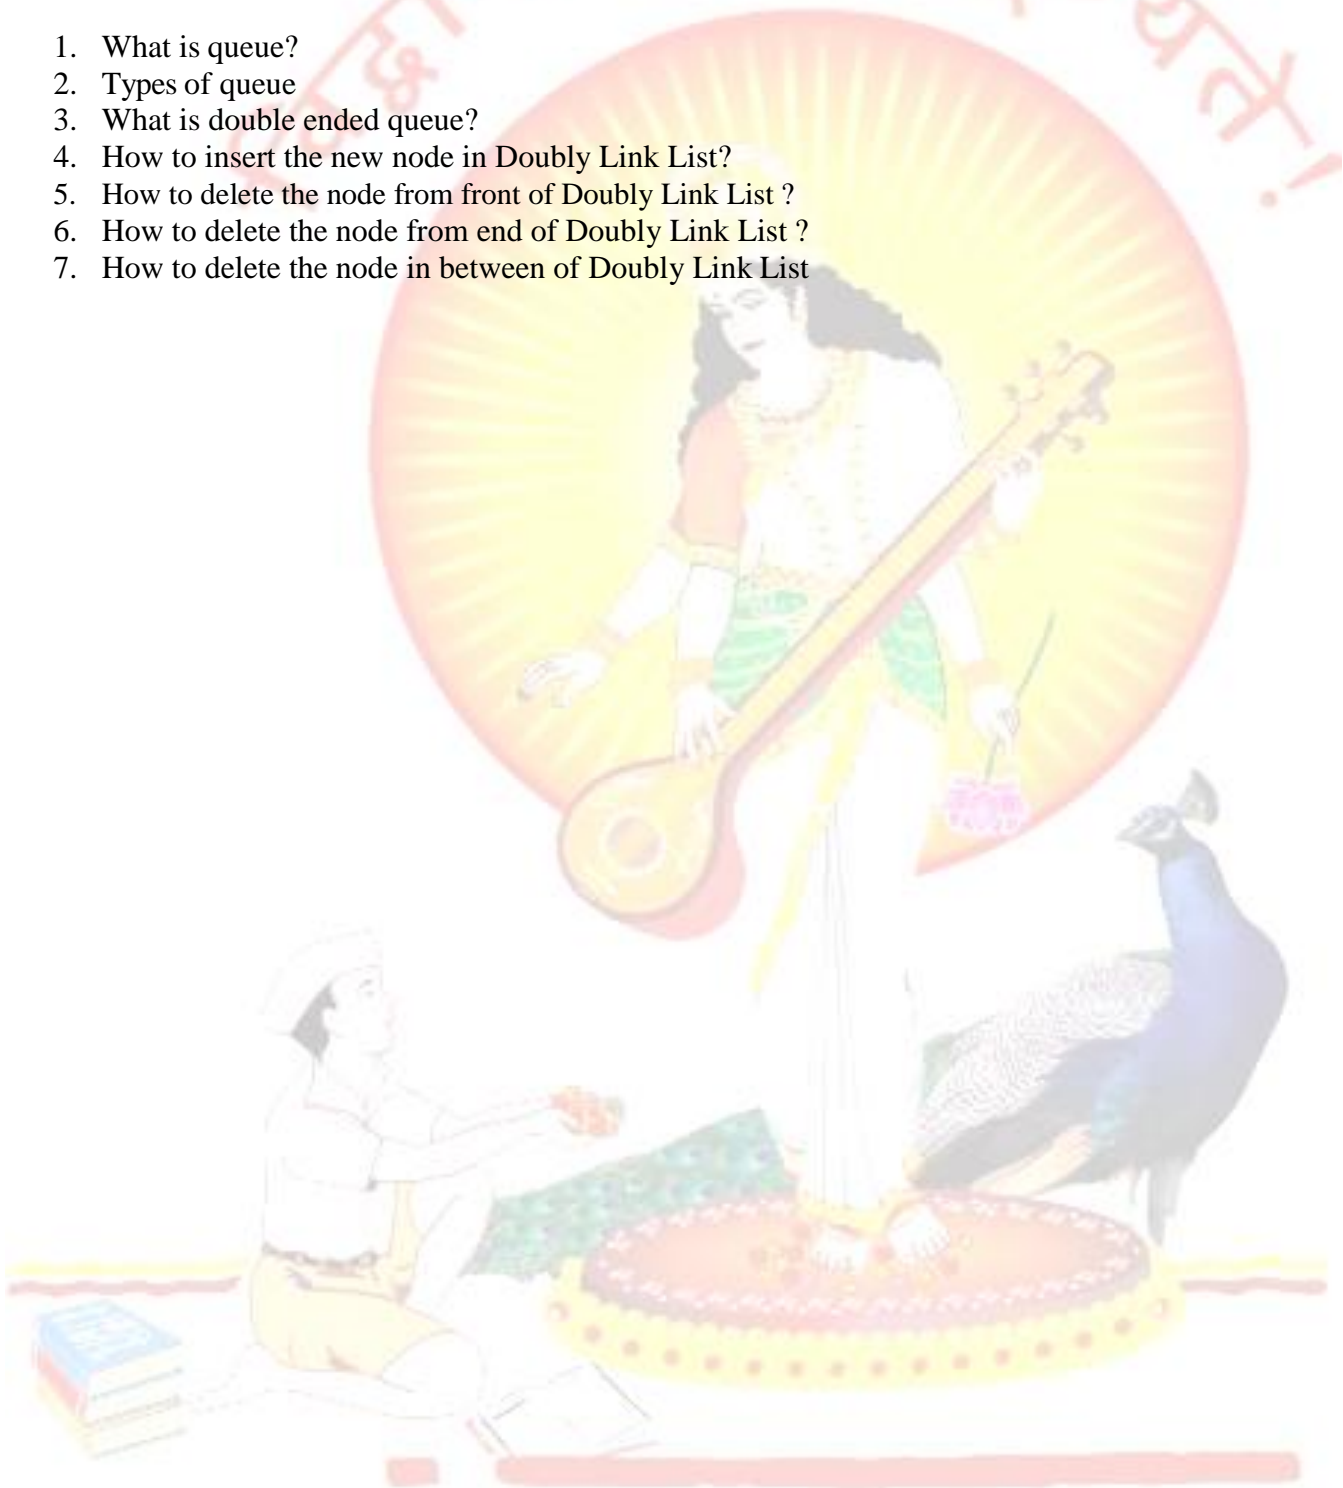 1. What is queue?
2. Types of queue
3. What is double ended queue?
4. How to insert the new node in Doubly Link List?
5. How to delete the node from front of Doubly Link List ?
6. How to delete the node from end of Doubly Link List ?
7. How to delete the node in between of Doubly Link List